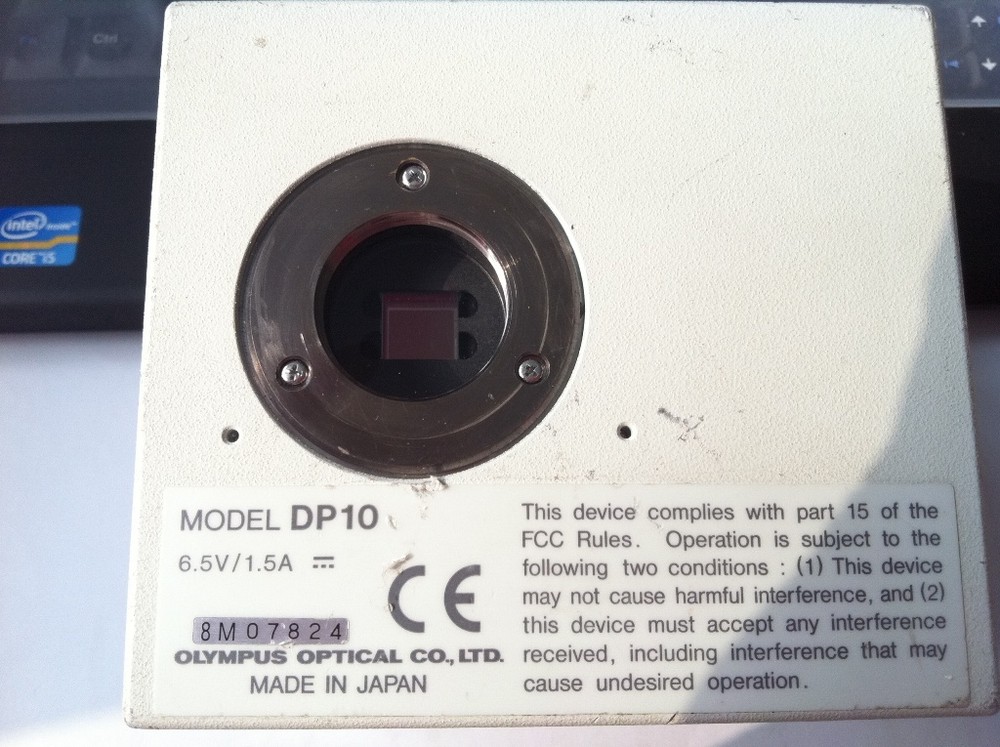 Ctrl
intel inside™
CORE™ i5
MODEL DP10
6.5V/1.5A
CE
8M07824
OLYMPUS OPTICAL CO., LTD.
MADE IN JAPAN
This device complies with part 15 of the
FCC Rules. Operation is subject to the
following two conditions : (1) This device
may not cause harmful interference, and (2)
this device must accept any interference
received, including interference that may
cause undesired operation.